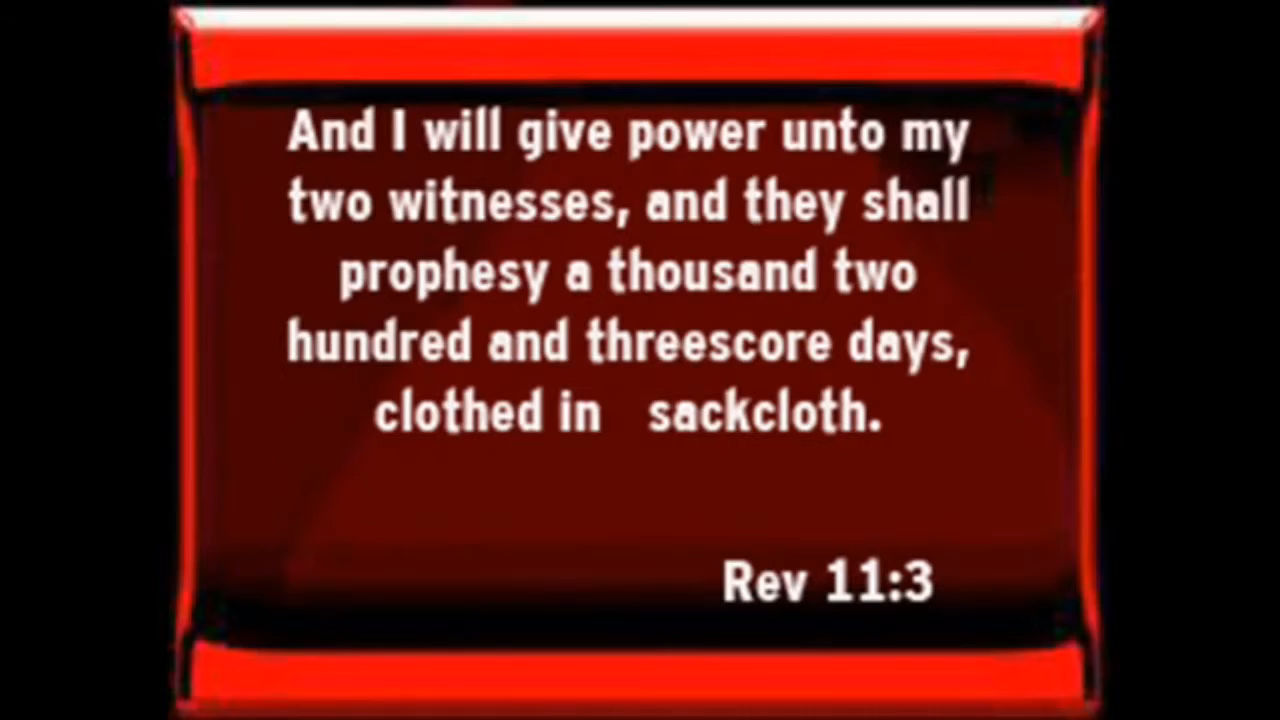 And I will give power unto my
two witnesses, and they shall
prophesy a thousand two
hundred and threescore days,
clothed in sackcloth.
Rev 11:3